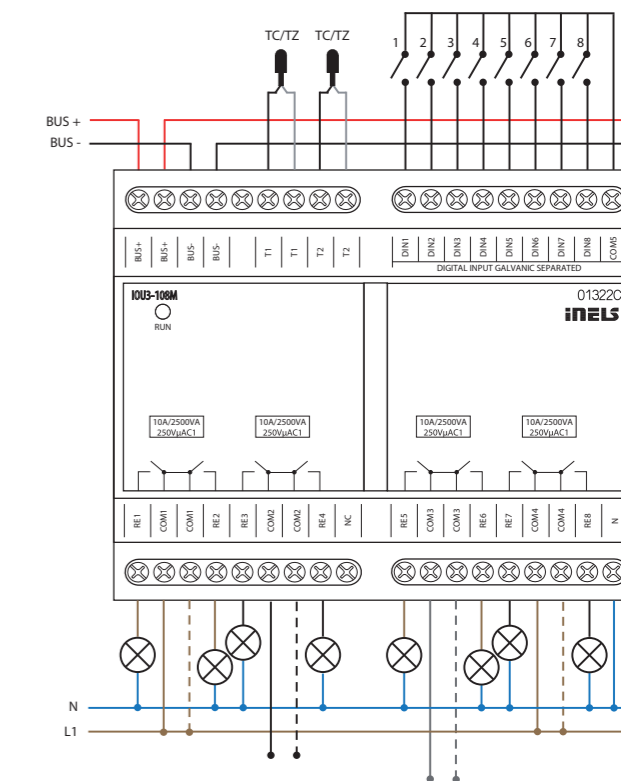 TC/TZ TC/TZ
1 2 3 4 5 6 7 8
BUS +
BUS -
BUS+ BUS+ BUS- BUS- T1 T1 T2 T2 DIN1 DIN2 DIN3 DIN4 DIN5 DIN6 DIN7 DIN8 COM5
DIGITAL INPUT GALVANIC SEPARATED
IOU3-108M 01322C
RUN iNELS
10A/2500VA 10A/2500VA 10A/2500VA 10A/2500VA
250VµAC1 250VµAC1 250VµAC1 250VµAC1
RE1 COM1 COM1 RE2 RE3 COM2 COM2 RE4 NC RE5 COM3 COM3 RE6 RE7 COM4 COM4 RE8 N
N
L1